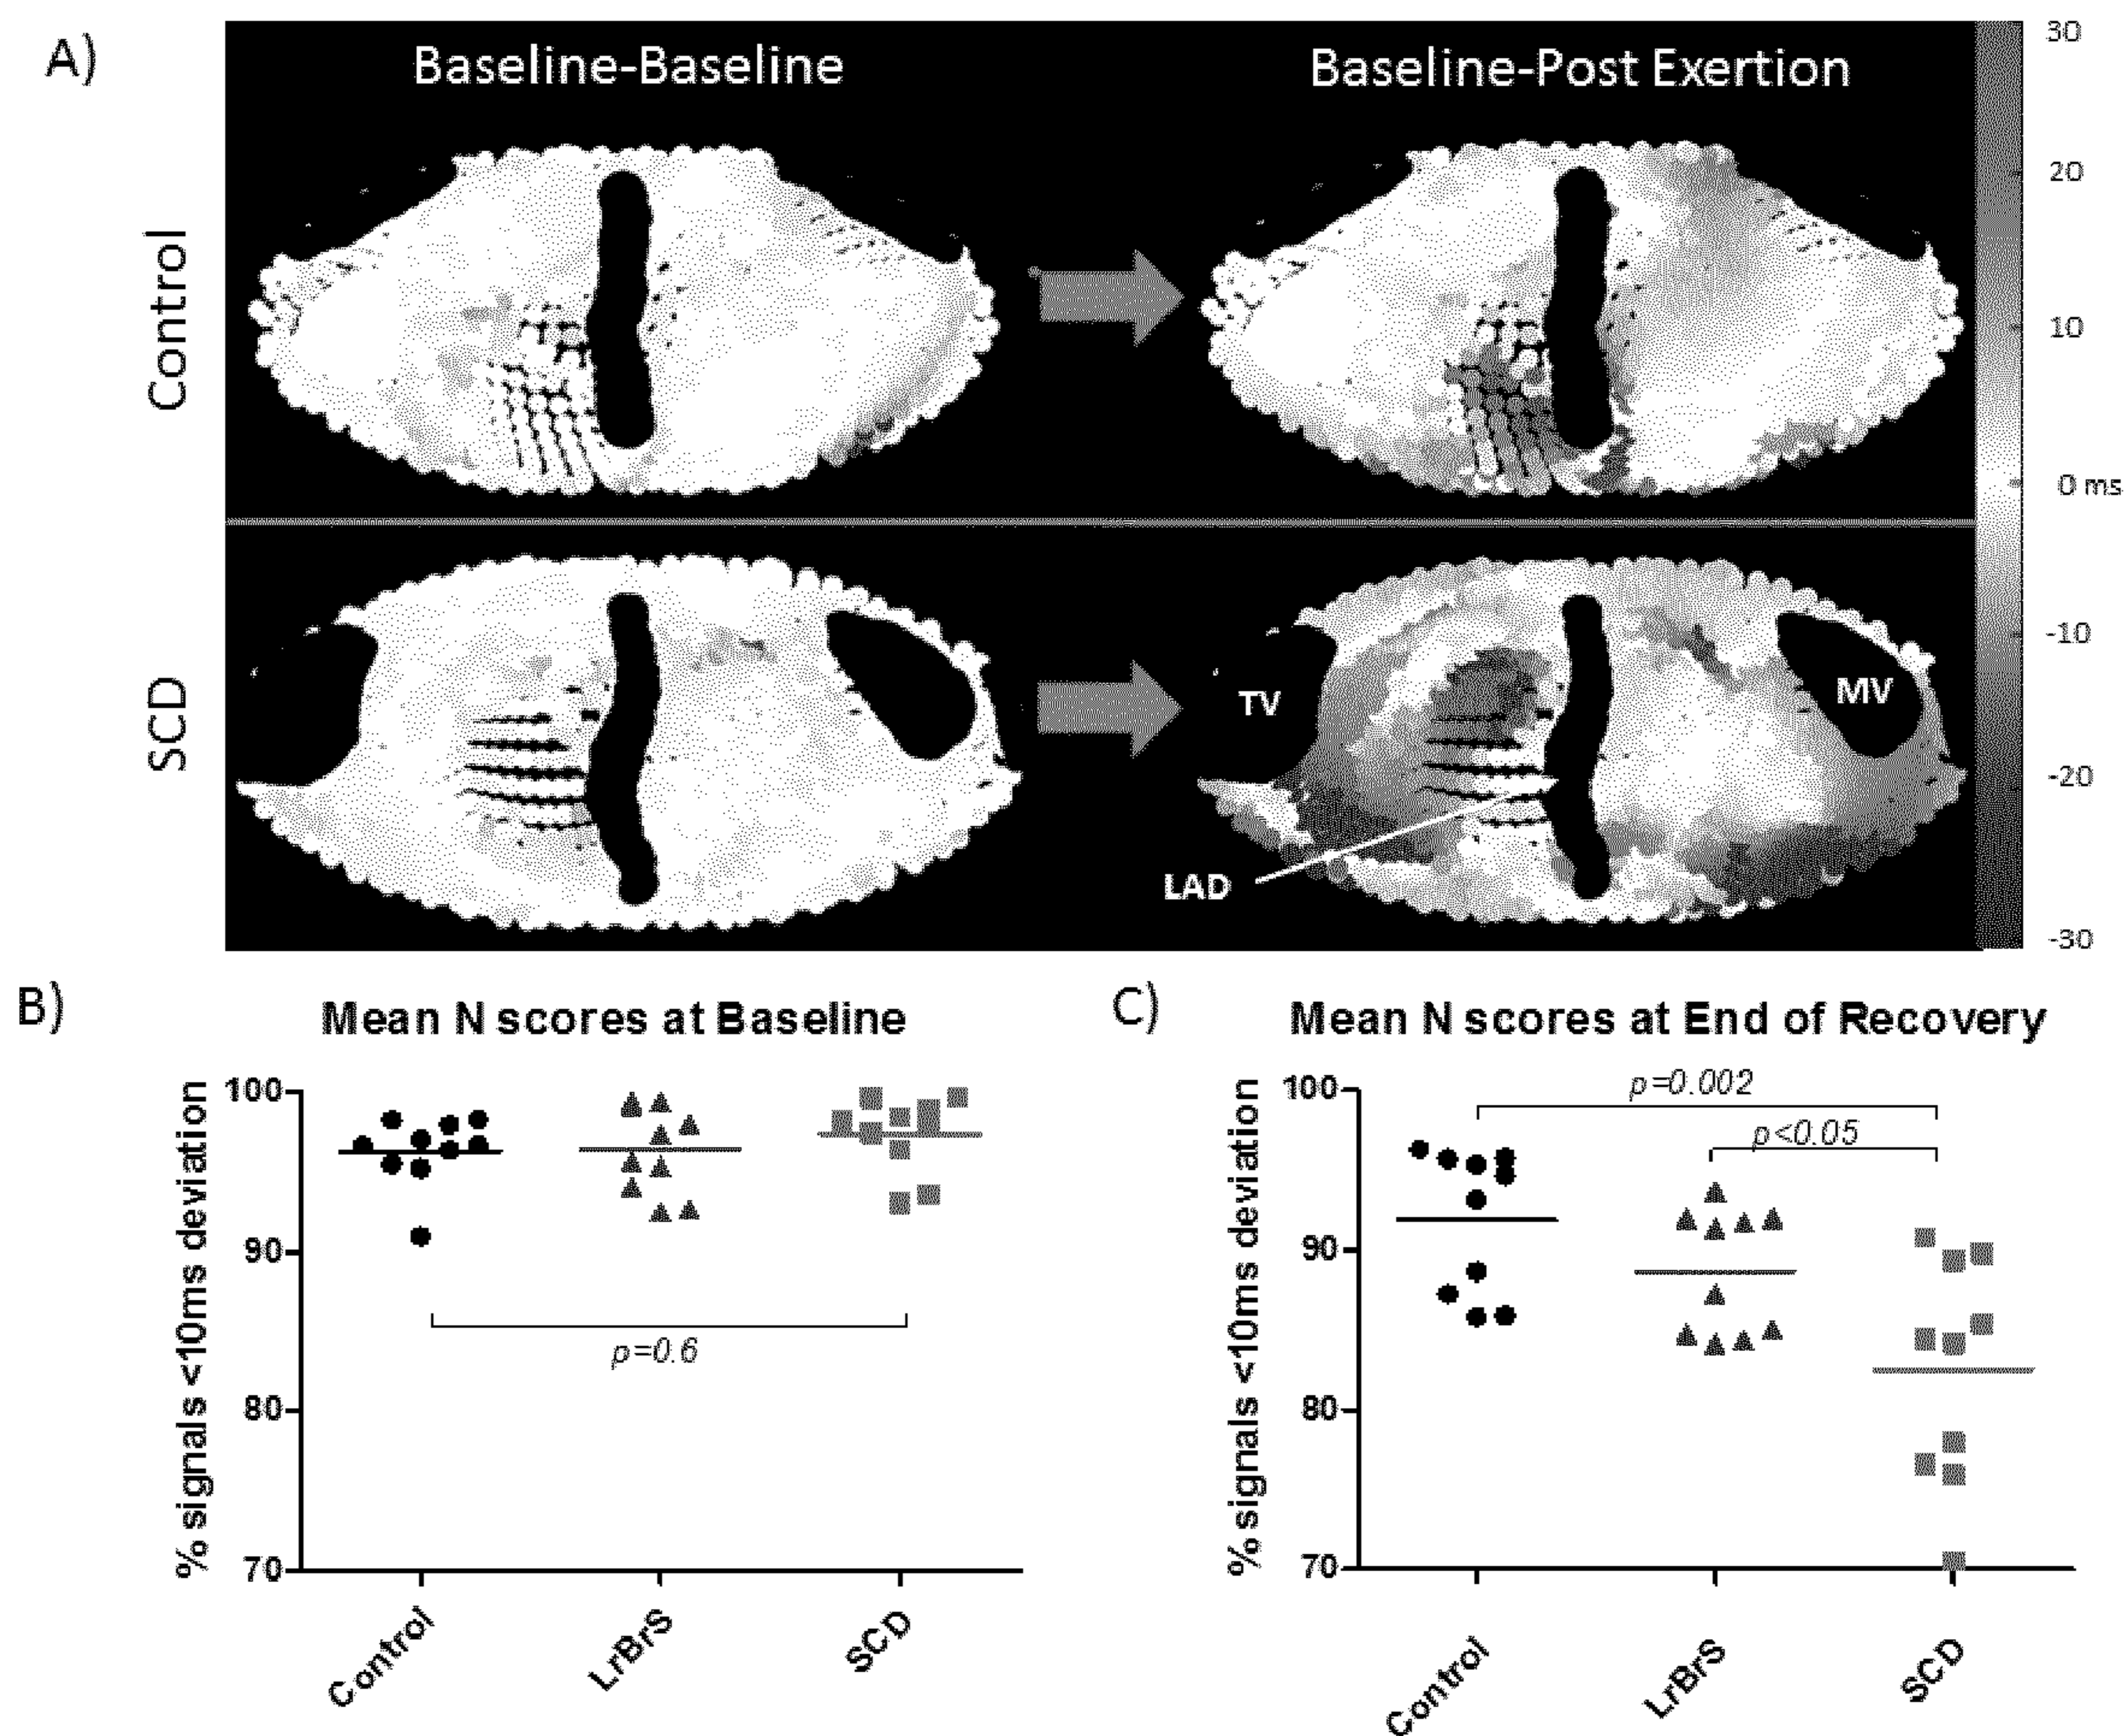 A)
Baseline-Baseline
Baseline-Post Exertion
30
20
10
0 ms
-10
-20
-30
Control
SCD
TV
MV
LAD
B)
Mean N scores at Baseline
% signals <10ms deviation
100
90
80
70
p=0.6
Control
LrBrS
SCD
C)
Mean N scores at End of Recovery
% signals <10ms deviation
100
90
80
70
p=0.002
p<0.05
Control
LrBrS
SCD